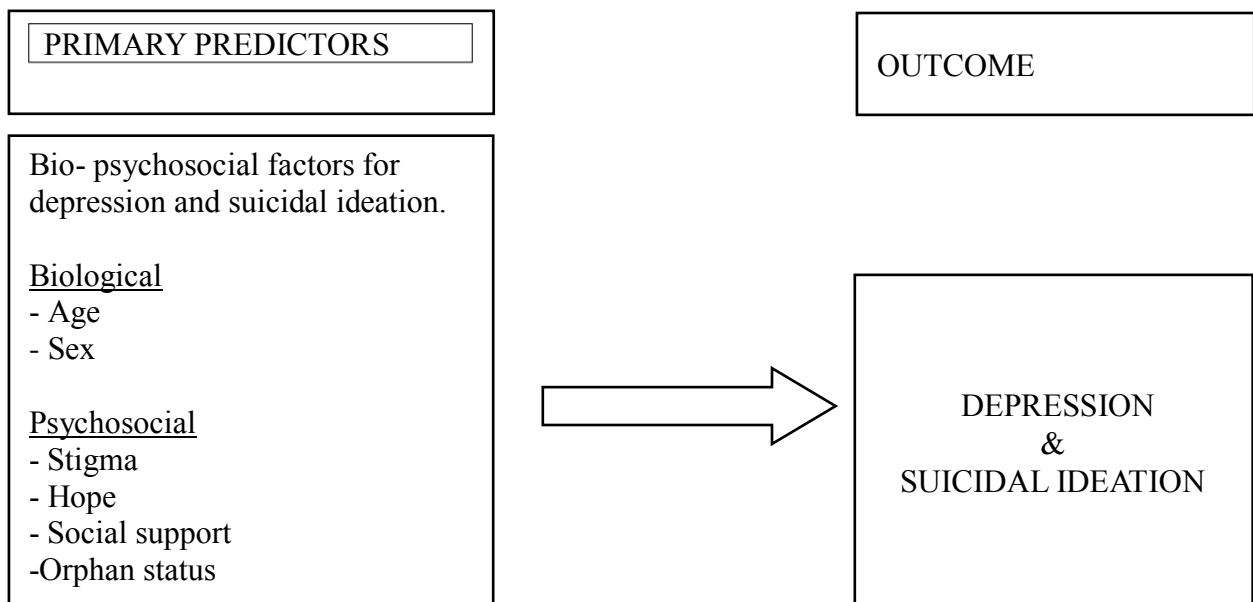 PRIMARY PREDICTORS
OUTCOME
Bio- psychosocial factors for
depression and suicidal ideation.
Biological
- Age
- Sex
Psychosocial
- Stigma
- Hope
- Social support
-Orphan status
DEPRESSION
&
SUICIDAL IDEATION